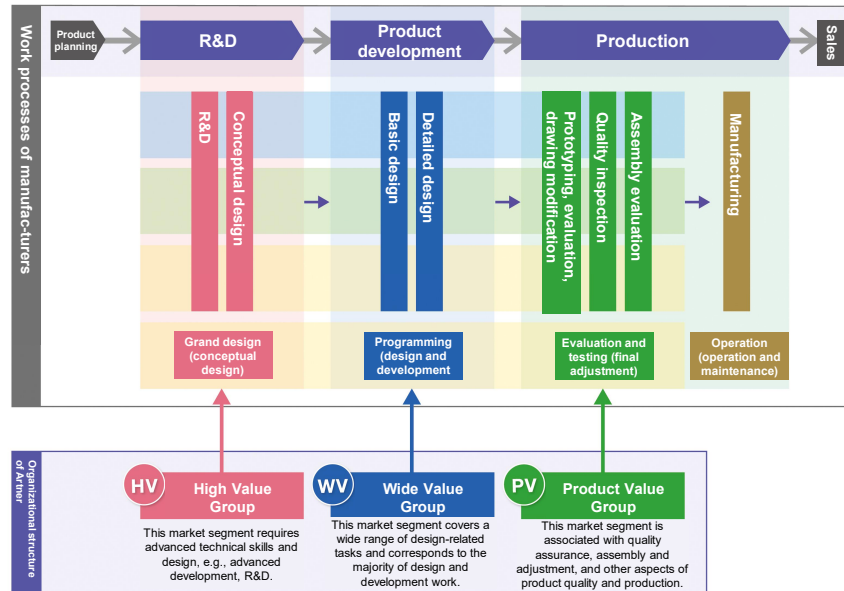 Work processes of manufac-turers
Product
planning
R&D
Product
development
Production
Sales
R&D
Conceptual design
Basic design
Detailed design
Prototyping, evaluation,
drawing modification
Quality inspection
Assembly evaluation
Manufacturing
Grand design
(conceptual
design)
Programming
(design and
development
Evaluation and
testing (final
adjustment)
Operation
(operation and
maintenance)
Organizational structure
of Artner
HV
High Value
Group
This market segment requires
advanced technical skills and
design, e.g., advanced
development, R&D.
WV
Wide Value
Group
This market segment covers a
wide range of design-related
tasks and corresponds to the
majority of design and
development work.
PV
Product Value
Group
This market segment is
associated with quality
assurance, assembly and
adjustment, and other aspects of
product quality and production.